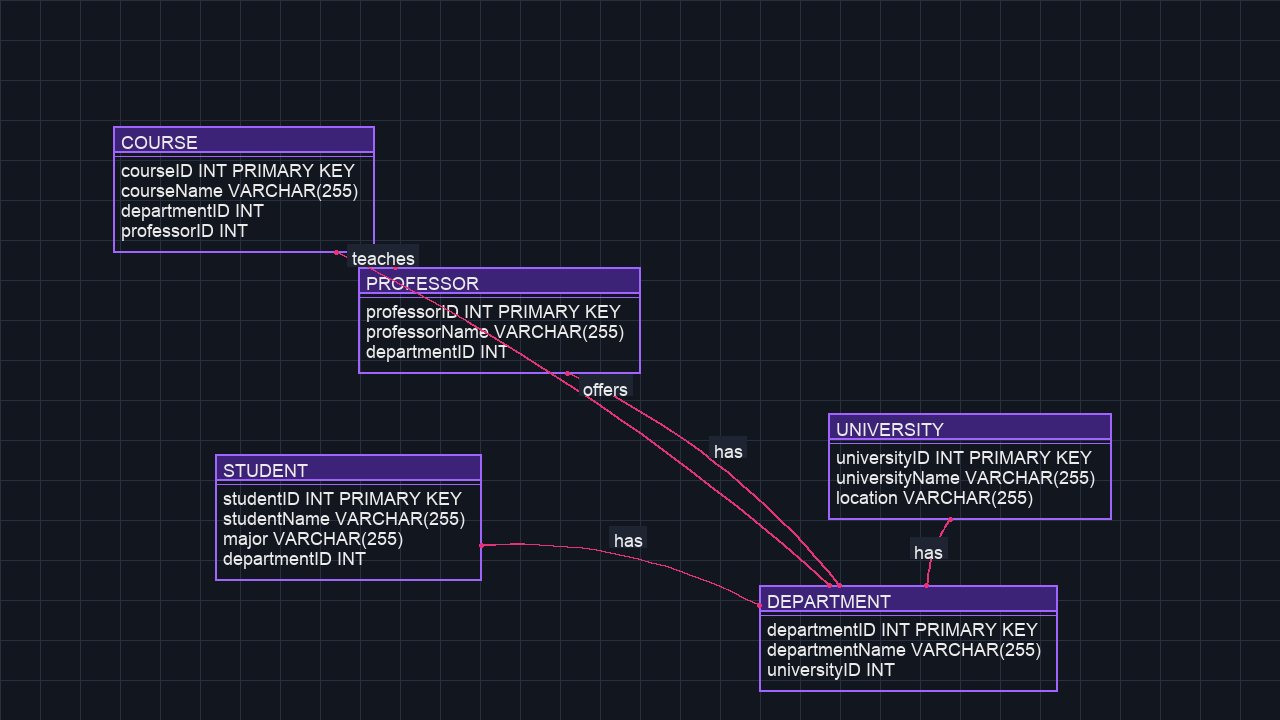 COURSE
courseID INT PRIMARY KEY
courseName VARCHAR(255)
departmentID INT
professorID INT
teaches
PROFESSOR
professorID INT PRIMARY KEY
professorName VARCHAR(255)
departmentID INT
offers
has
UNIVERSITY
universityID INT PRIMARY KEY
universityName VARCHAR(255)
location VARCHAR(255)
STUDENT
studentID INT PRIMARY KEY
studentName VARCHAR(255)
major VARCHAR(255)
departmentID INT
has
has
DEPARTMENT
departmentID INT PRIMARY KEY
departmentName VARCHAR(255)
universityID INT